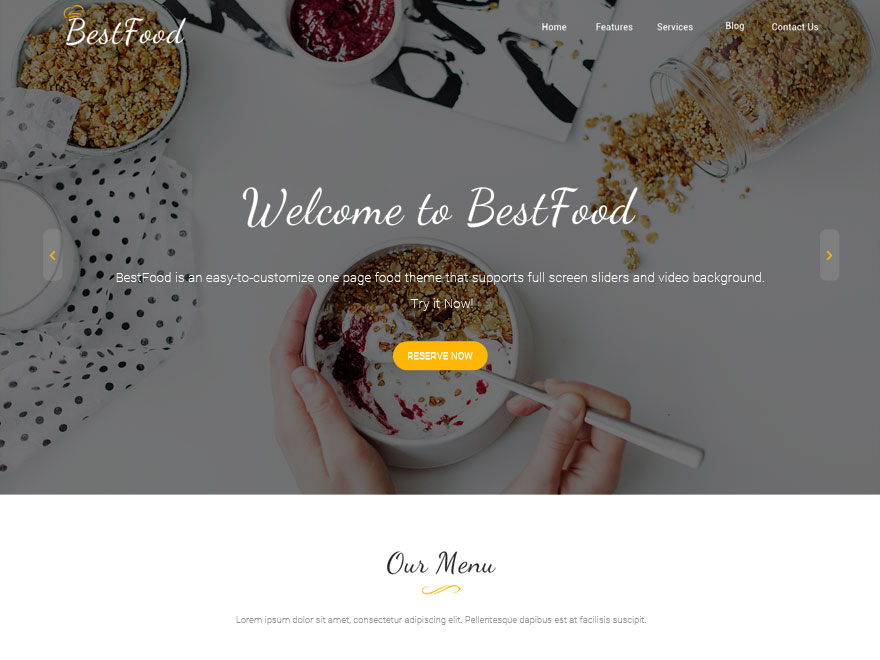 BestFood
Home Features Services Blog Contact Us
Welcome to BestFood
BestFood is an easy-to-customize one page food theme that supports full screen sliders and video background.
Try it Now!
RESERVE NOW
Our Menu
Lorem ipsum dolor sit amet, consectetur adipiscing elit. Pellentesque dapibus est at facilisis suscipit.